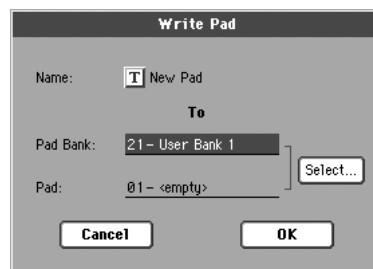 Write Pad
Name: T New Pad
To
Pad Bank: 21- User Bank 1
Select...
Pad: 01- <empty>
Cancel OK